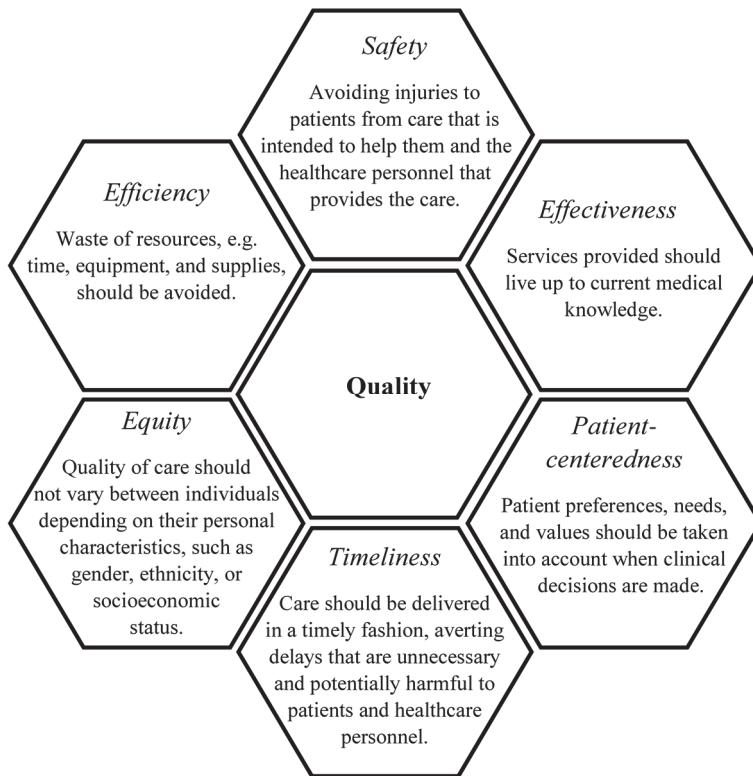 Safety
Avoiding injuries to
patients from care that is
intended to help them and the
healthcare personnel that
provides the care.
Efficiency
Waste of resources, e.g.
time, equipment, and supplies,
should be avoided.
Effectiveness
Services provided should
live up to current medical
knowledge.
Quality
Equity
Quality of care should
not vary between individuals
depending on their personal
characteristics, such as
gender, ethnicity, or
socioeconomic
status.
Patient-
centeredness
Patient preferences, needs,
and values should be taken
into account when clinical
decisions are made.
Timeliness
Care should be delivered
in a timely fashion, averting
delays that are unnecessary
and potentially harmful to
patients and healthcare
personnel.